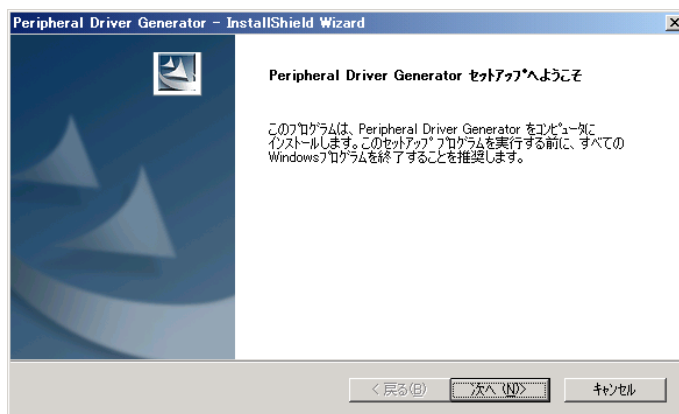 Peripheral Driver Generator - InstallShield Wizard
Peripheral Driver Generator ｾｯﾄｱｯﾌﾟへようこそ
このﾌﾟﾛｸﾞﾗﾑは、Peripheral Driver Generator をｺﾝﾋﾟｭｰﾀに
ｲﾝｽﾄｰﾙします。このｾｯﾄｱｯﾌﾟ ﾌﾟﾛｸﾞﾗﾑを実行する前に、すべての
Windowsﾌﾟﾛｸﾞﾗﾑを終了することを推奨します。
< 戻る(B)
次へ (N)>
ｷｬﾝｾﾙ